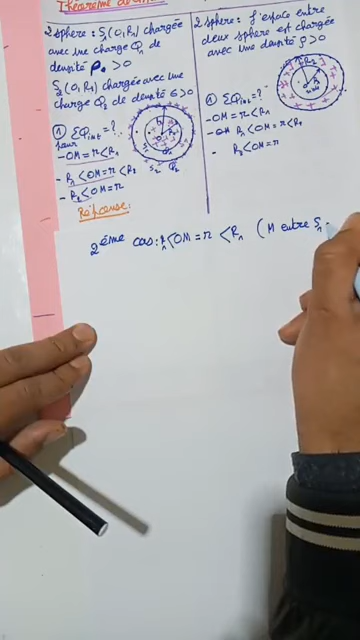 Théorème
2 sphère : S₁(O, R₁) chargée
avec une charge Q₁ de
densité ρ₀ > 0
S₂ (O, R₂) chargée avec une
charge Q₂ de densité σ > 0
① ΣQint = ?
pour
- OM = r < R₁
- R₁ < OM = r < R₂
- R₂ < OM = r
2 sphère : l'espace entre
deux sphère est chargée
avec une densité ρ > 0
① ΣQint = ?
- OM = r < R₁
- OM R₁ < OM = r < R₂
- R₂ < OM = r
Réponse :
2ème cas : R₁ < OM = r < R₁ (M entre S₁